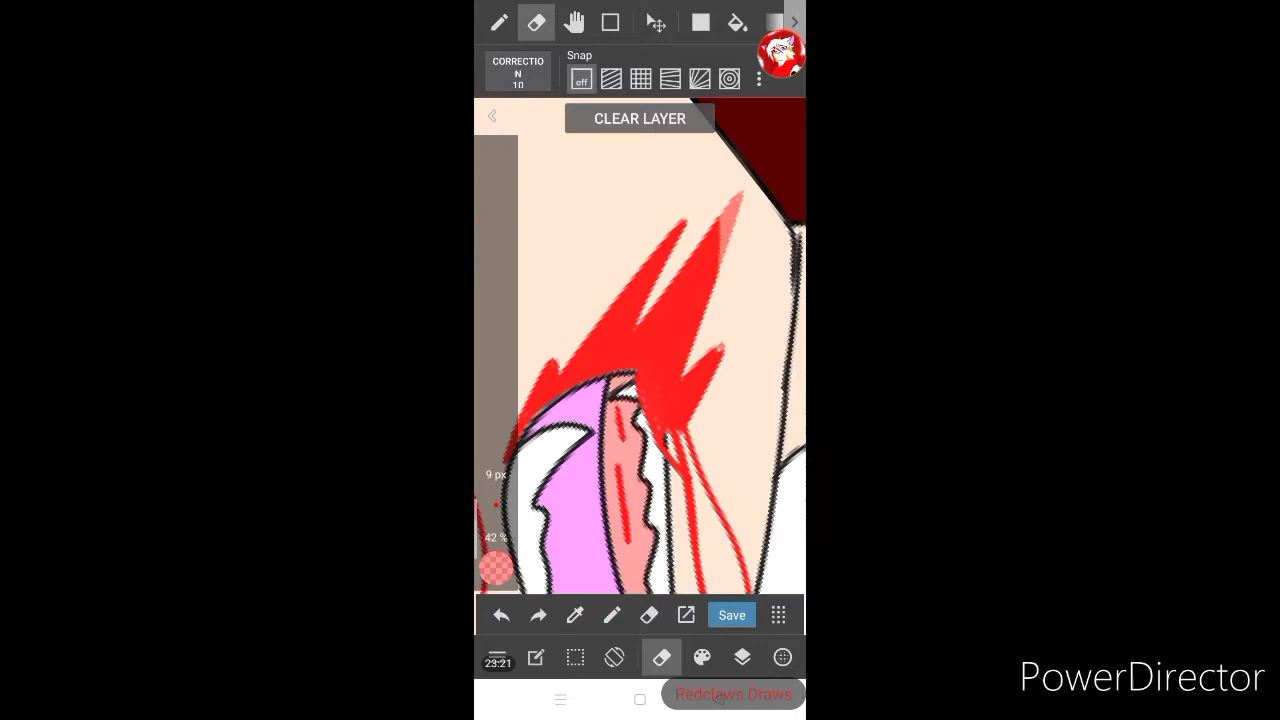 Snap
CORRECTIO
N
10
off
CLEAR LAYER
9 px
42 %
Save
23:21
Redclaws Draws
PowerDirector